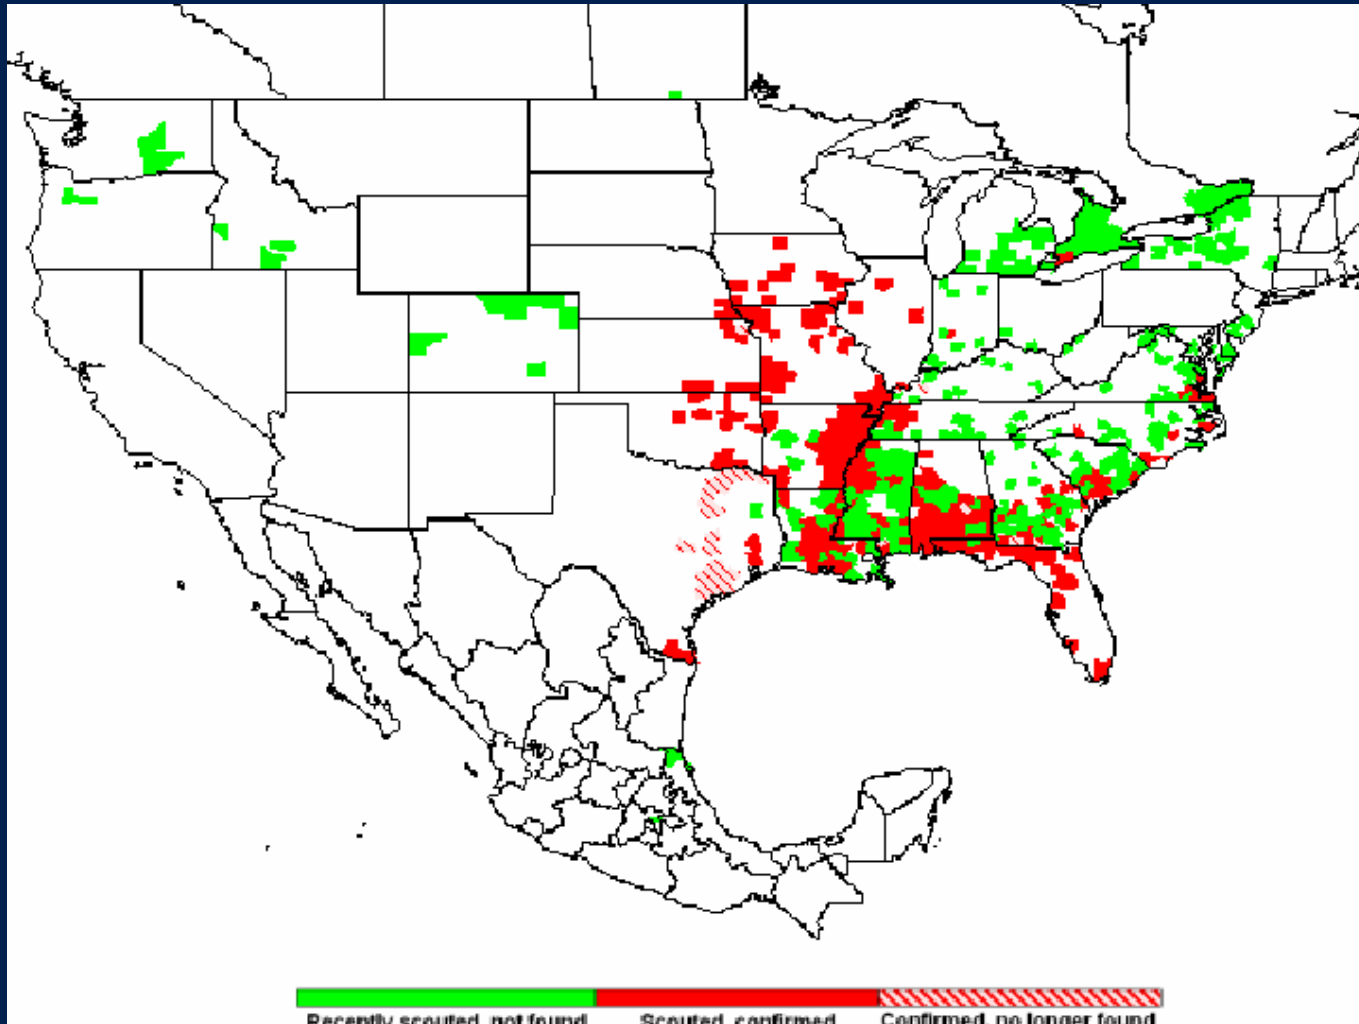 Recently scouted, not found
Scouted, confirmed
Confirmed, no longer found